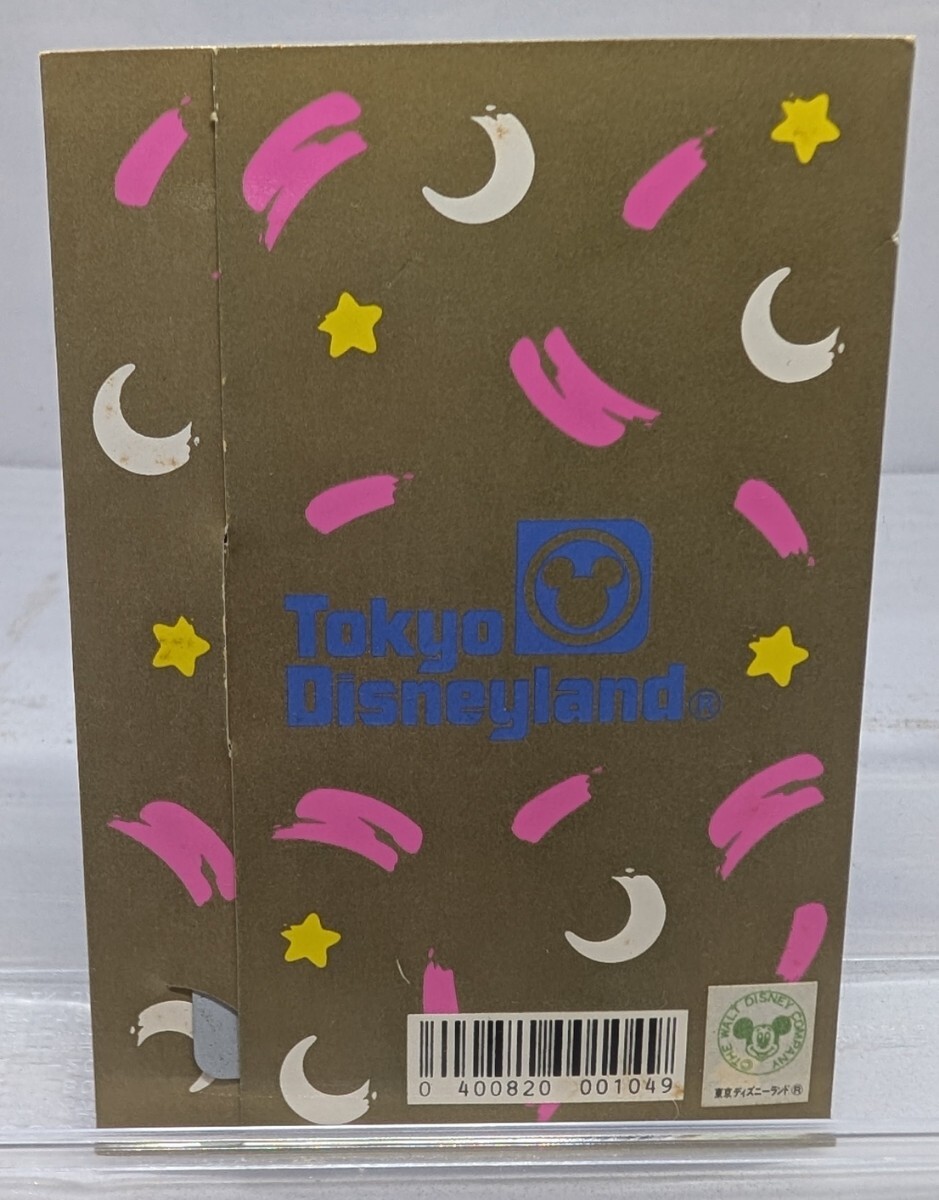 Tokyo
Disneyland®
0 400820 001049
©THE WALT DISNEY COMPANY
東京ディズニーランド®